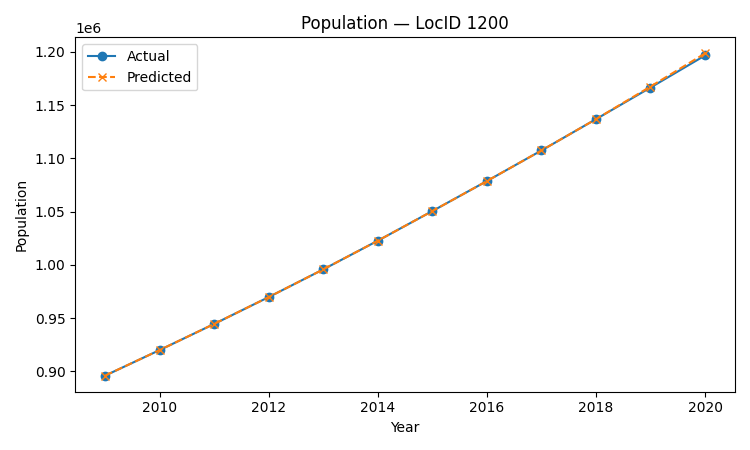 Population — LocID 1200
1e6
Actual
Predicted
1.20
1.15
1.10
1.05
1.00
0.95
0.90
Population
2010 2012 2014 2016 2018 2020
Year